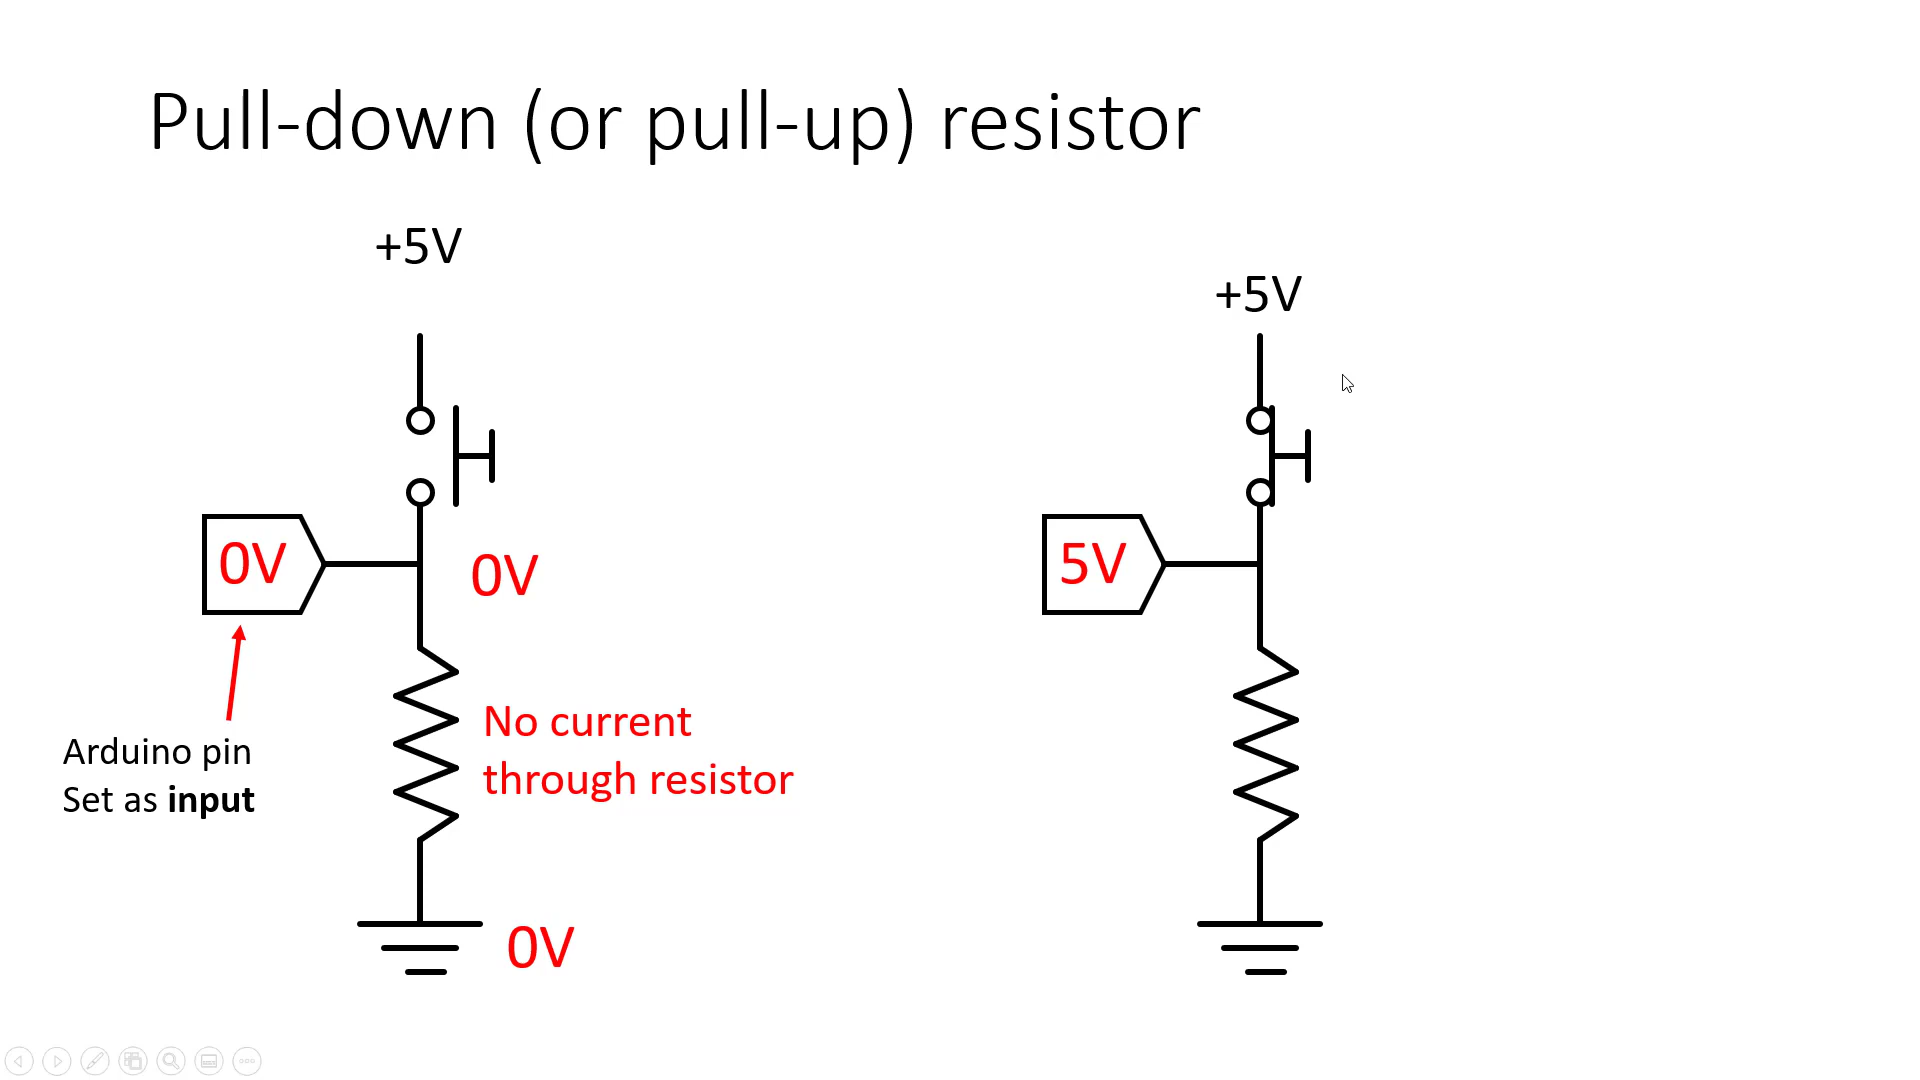 Pull-down (or pull-up) resistor
+5V
0V
0V
No current
through resistor
Arduino pin
Set as input
0V
+5V
5V